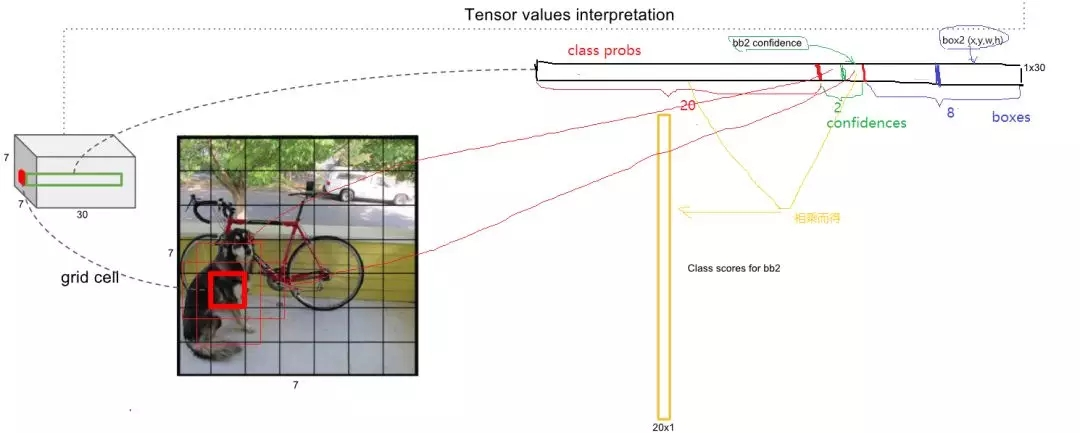 Tensor values interpretation
class probs
bb2 confidence
box2 (x,y,w,h)
1x30
20
2
confidences
8
boxes
7
7
30
grid cell
7
7
相乘而得
Class scores for bb2
20x1